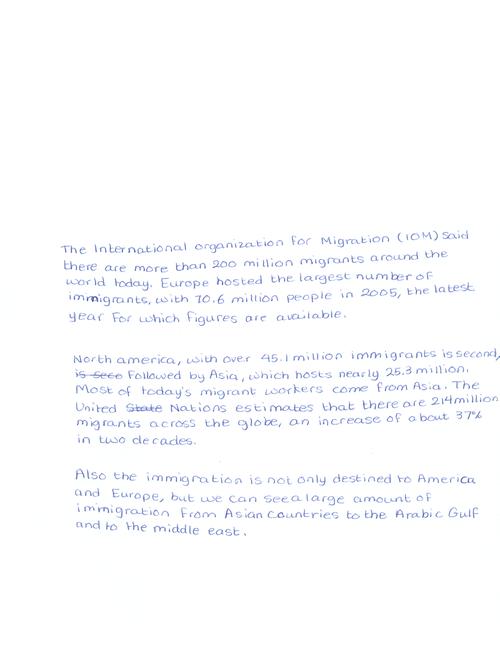 The International organization for Migration (IOM) said
there are more than 200 million migrants around the
world today. Europe hosted the largest number of
immigrants, with 70.6 million people in 2005, the latest
year for which figures are available.
North america, with over 45.1 million immigrants is second,
is seco followed by Asia, which hosts nearly 25.3 million.
Most of today's migrant workers come from Asia. The
United State Nations estimates that there are 214 million
migrants across the globe, an increase of about 37%
in two decades.
Also the immigration is not only destined to America
and Europe, but we can see a large amount of
immigration from Asian Countries to the Arabic Gulf
and to the middle east.